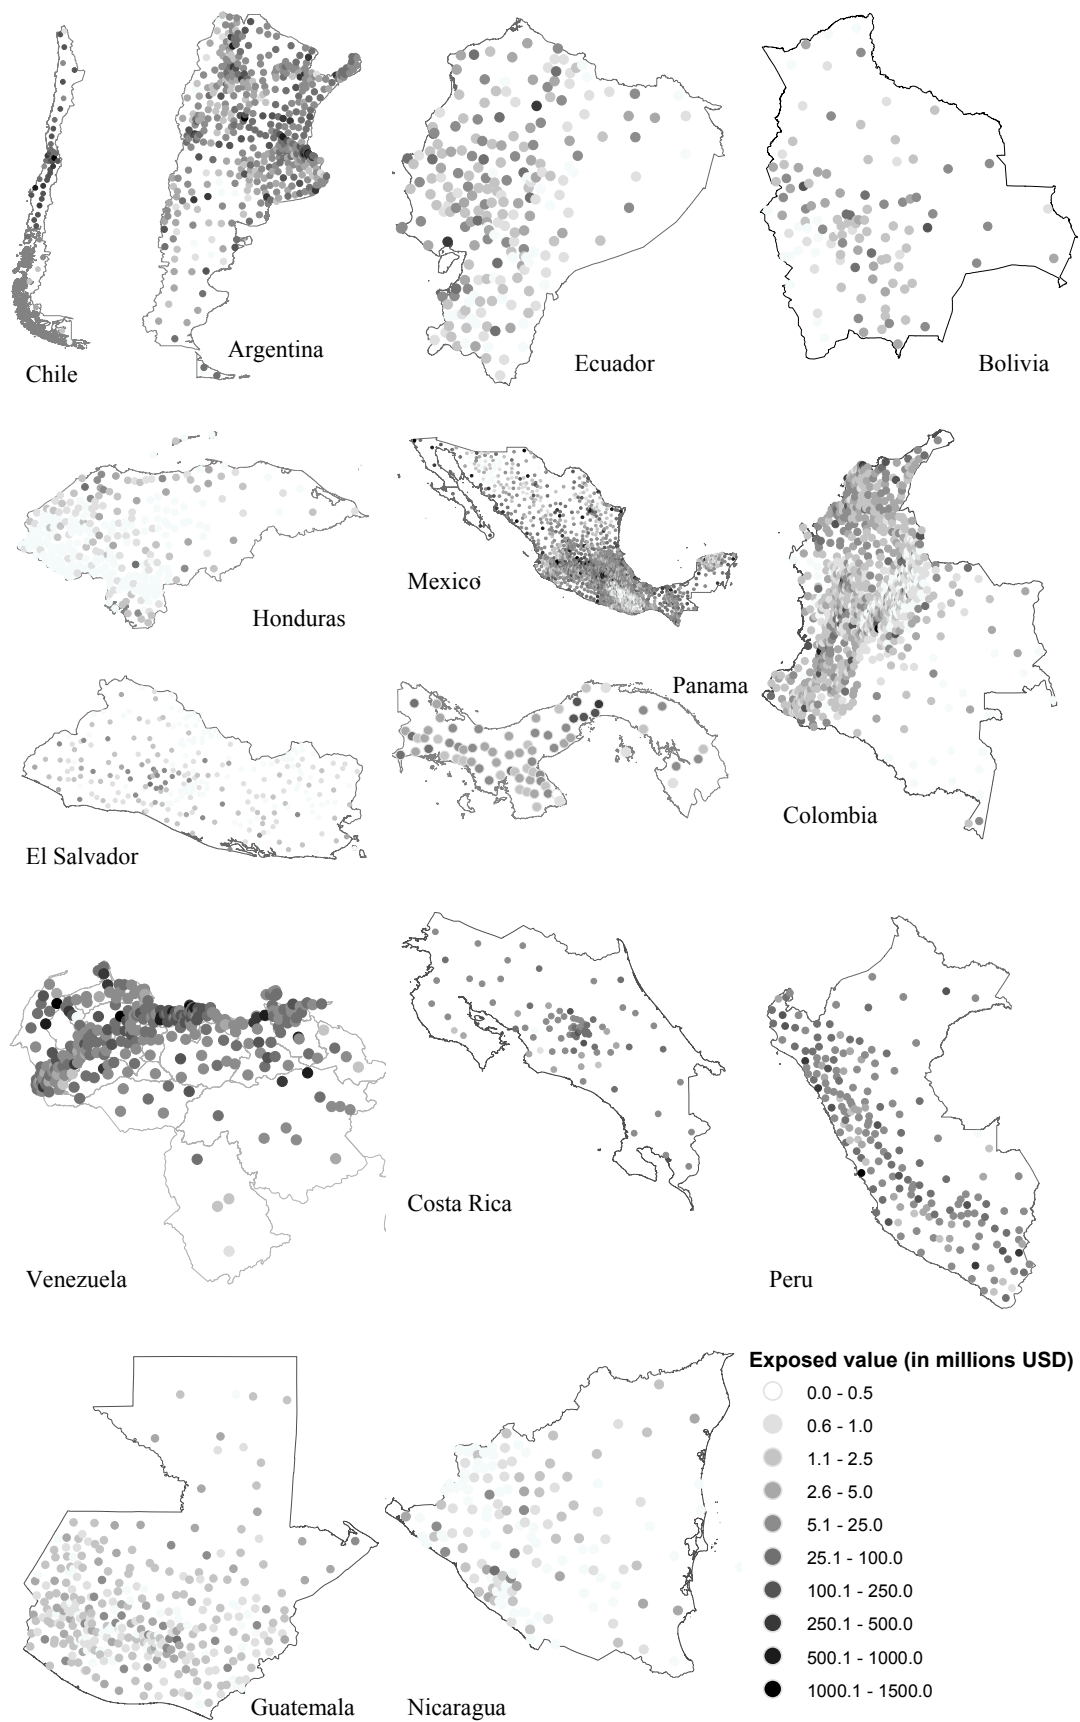 Chile
Argentina
Ecuador
Bolivia
Honduras
Mexico
Panama
El Salvador
Colombia
Venezuela
Costa Rica
Peru
Guatemala
Nicaragua
Exposed value (in millions USD)
0.0 - 0.5
0.6 - 1.0
1.1 - 2.5
2.6 - 5.0
5.1 - 25.0
25.1 - 100.0
100.1 - 250.0
250.1 - 500.0
500.1 - 1000.0
1000.1 - 1500.0